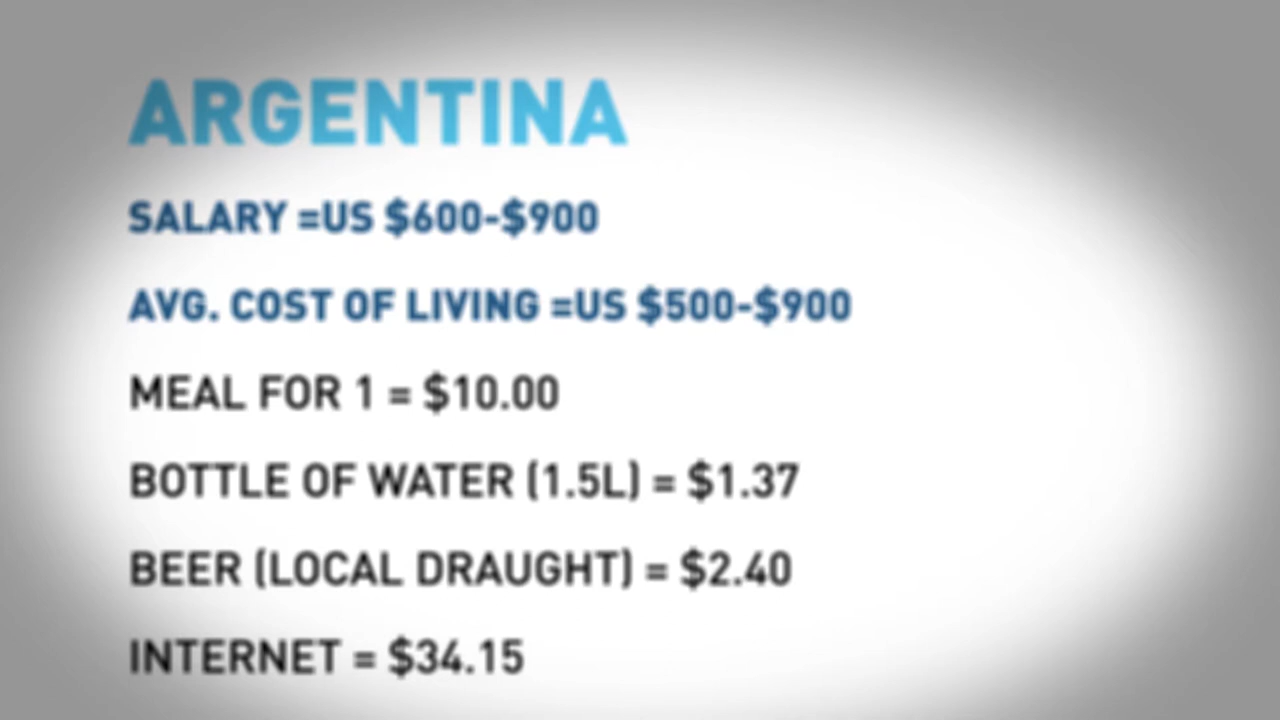 ARGENTINA
SALARY =US $600-$900
AVG. COST OF LIVING =US $500-$900
MEAL FOR 1 = $10.00
BOTTLE OF WATER (1.5L) = $1.37
BEER (LOCAL DRAUGHT) = $2.40
INTERNET = $34.15